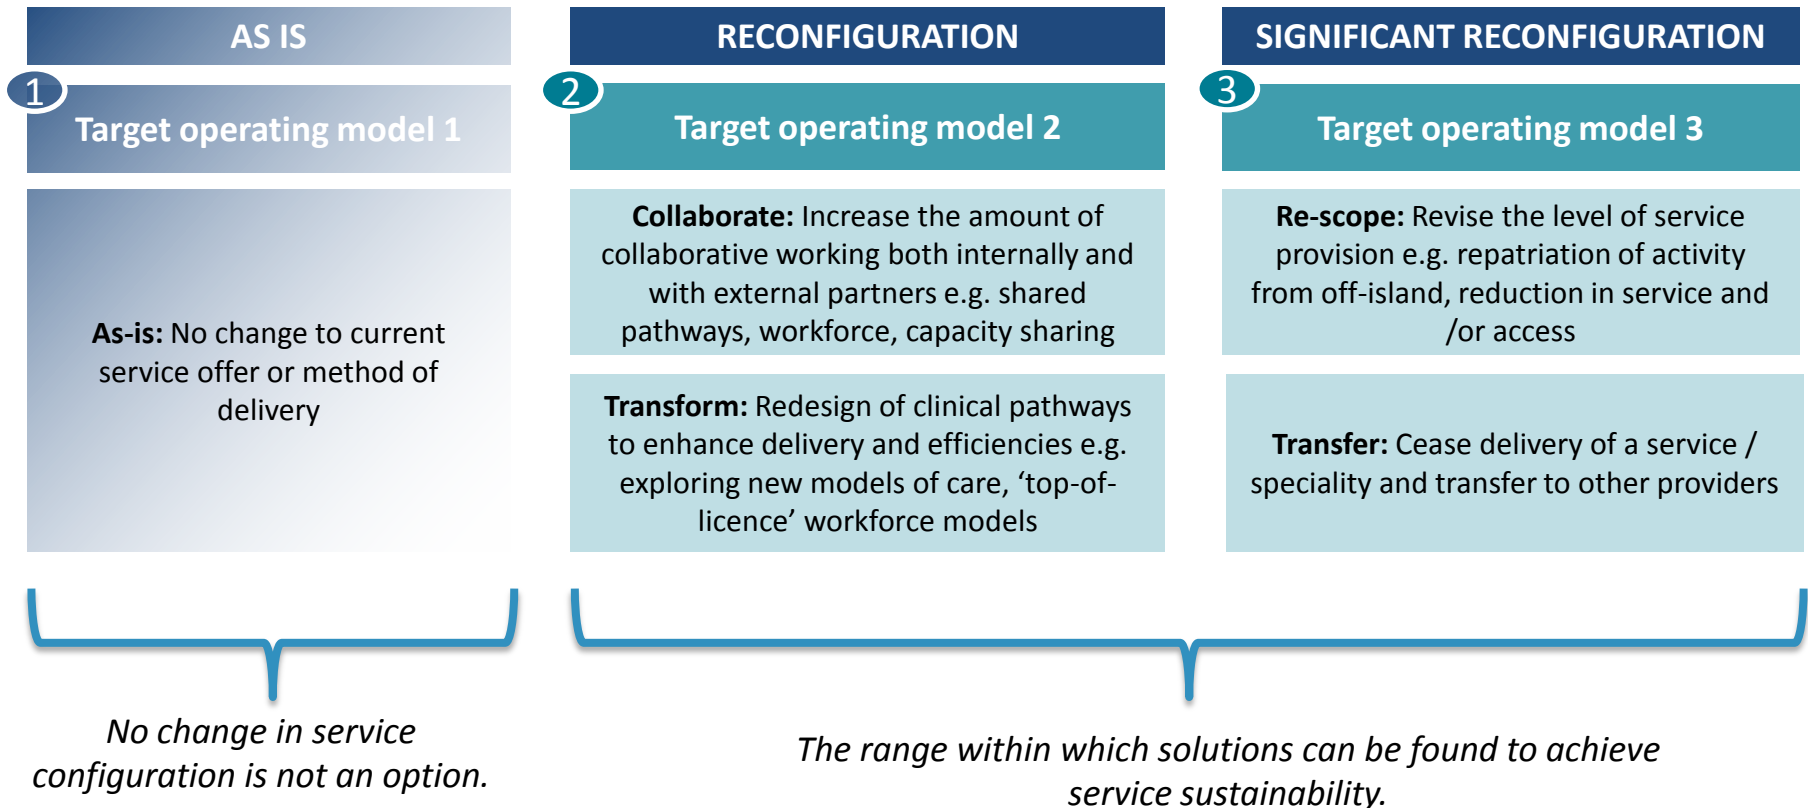 AS IS
1
Target operating model 1
As-is: No change to current
service offer or method of
delivery
No change in service
configuration is not an option.
RECONFIGURATION
2
Target operating model 2
Collaborate: Increase the amount of
collaborative working both internally and
with external partners e.g. shared
pathways, workforce, capacity sharing
Transform: Redesign of clinical pathways
to enhance delivery and efficiencies e.g.
exploring new models of care, ‘top-of-
licence’ workforce models
SIGNIFICANT RECONFIGURATION
3
Target operating model 3
Re-scope: Revise the level of service
provision e.g. repatriation of activity
from off-island, reduction in service and
/or access
Transfer: Cease delivery of a service /
speciality and transfer to other providers
The range within which solutions can be found to achieve
service sustainability.